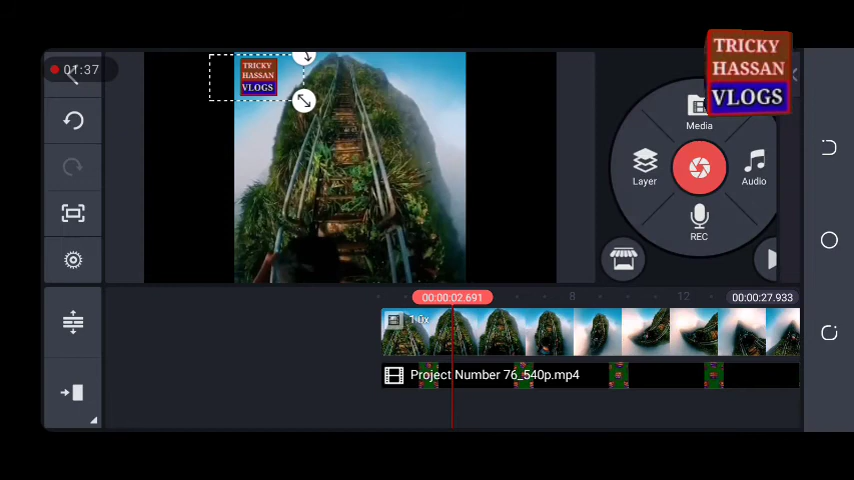 01:37
TRICKY
HASSAN
VLOGS
TRICKY
HASSAN
VLOGS
Media
Layer
Audio
REC
00:00:02.691
8
12
00:00:27.933
1.0x
Project Number 76_540p.mp4